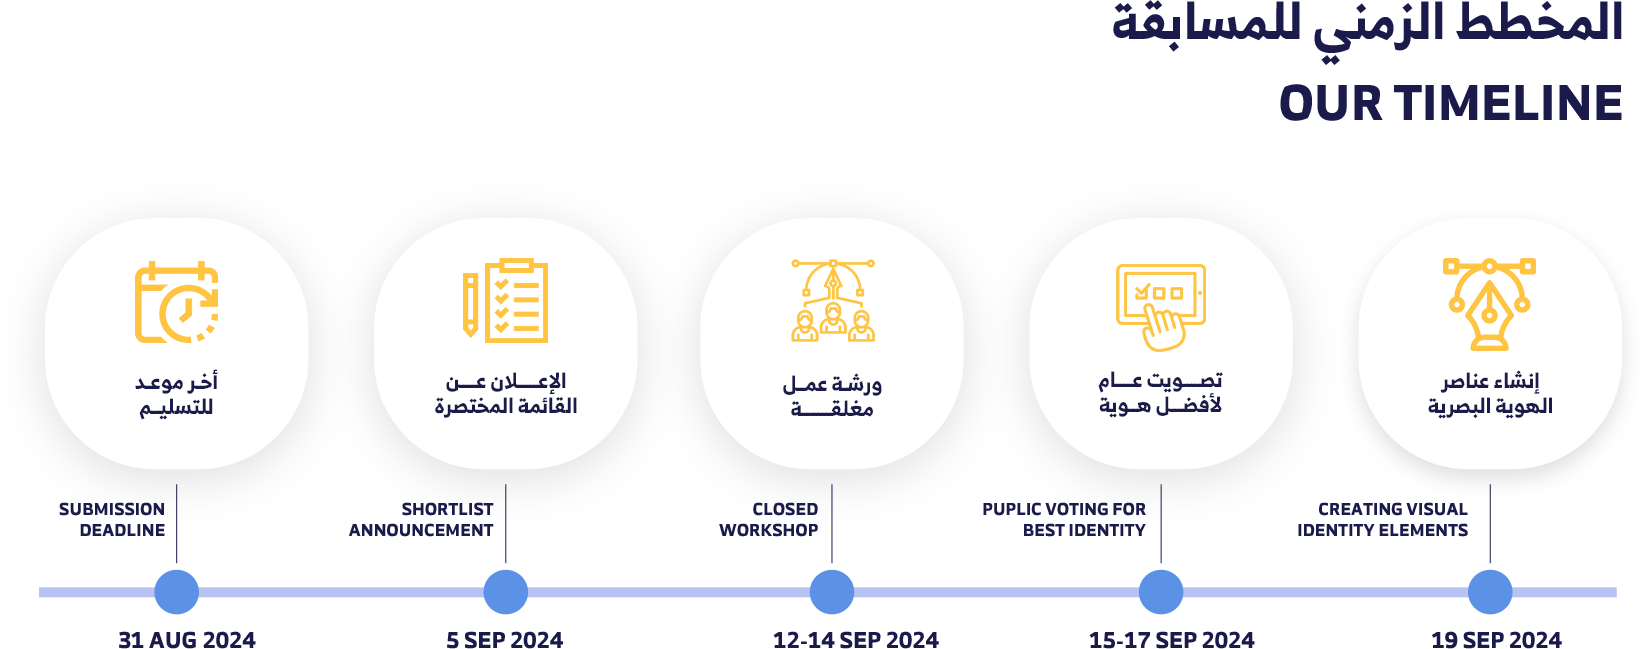 المخطط الزمني للمسابقة
OUR TIMELINE
أخر موعد
للتسليم
الإعلان عن
القائمة المختصرة
ورشة عمل
مغلقة
تصويت عام
لأفضل هوية
إنشاء عناصر
الهوية البصرية
SUBMISSION
DEADLINE
SHORTLIST
ANNOUNCEMENT
CLOSED
WORKSHOP
PUPLIC VOTING FOR
BEST IDENTITY
CREATING VISUAL
IDENTITY ELEMENTS
31 AUG 2024
5 SEP 2024
12-14 SEP 2024
15-17 SEP 2024
19 SEP 2024